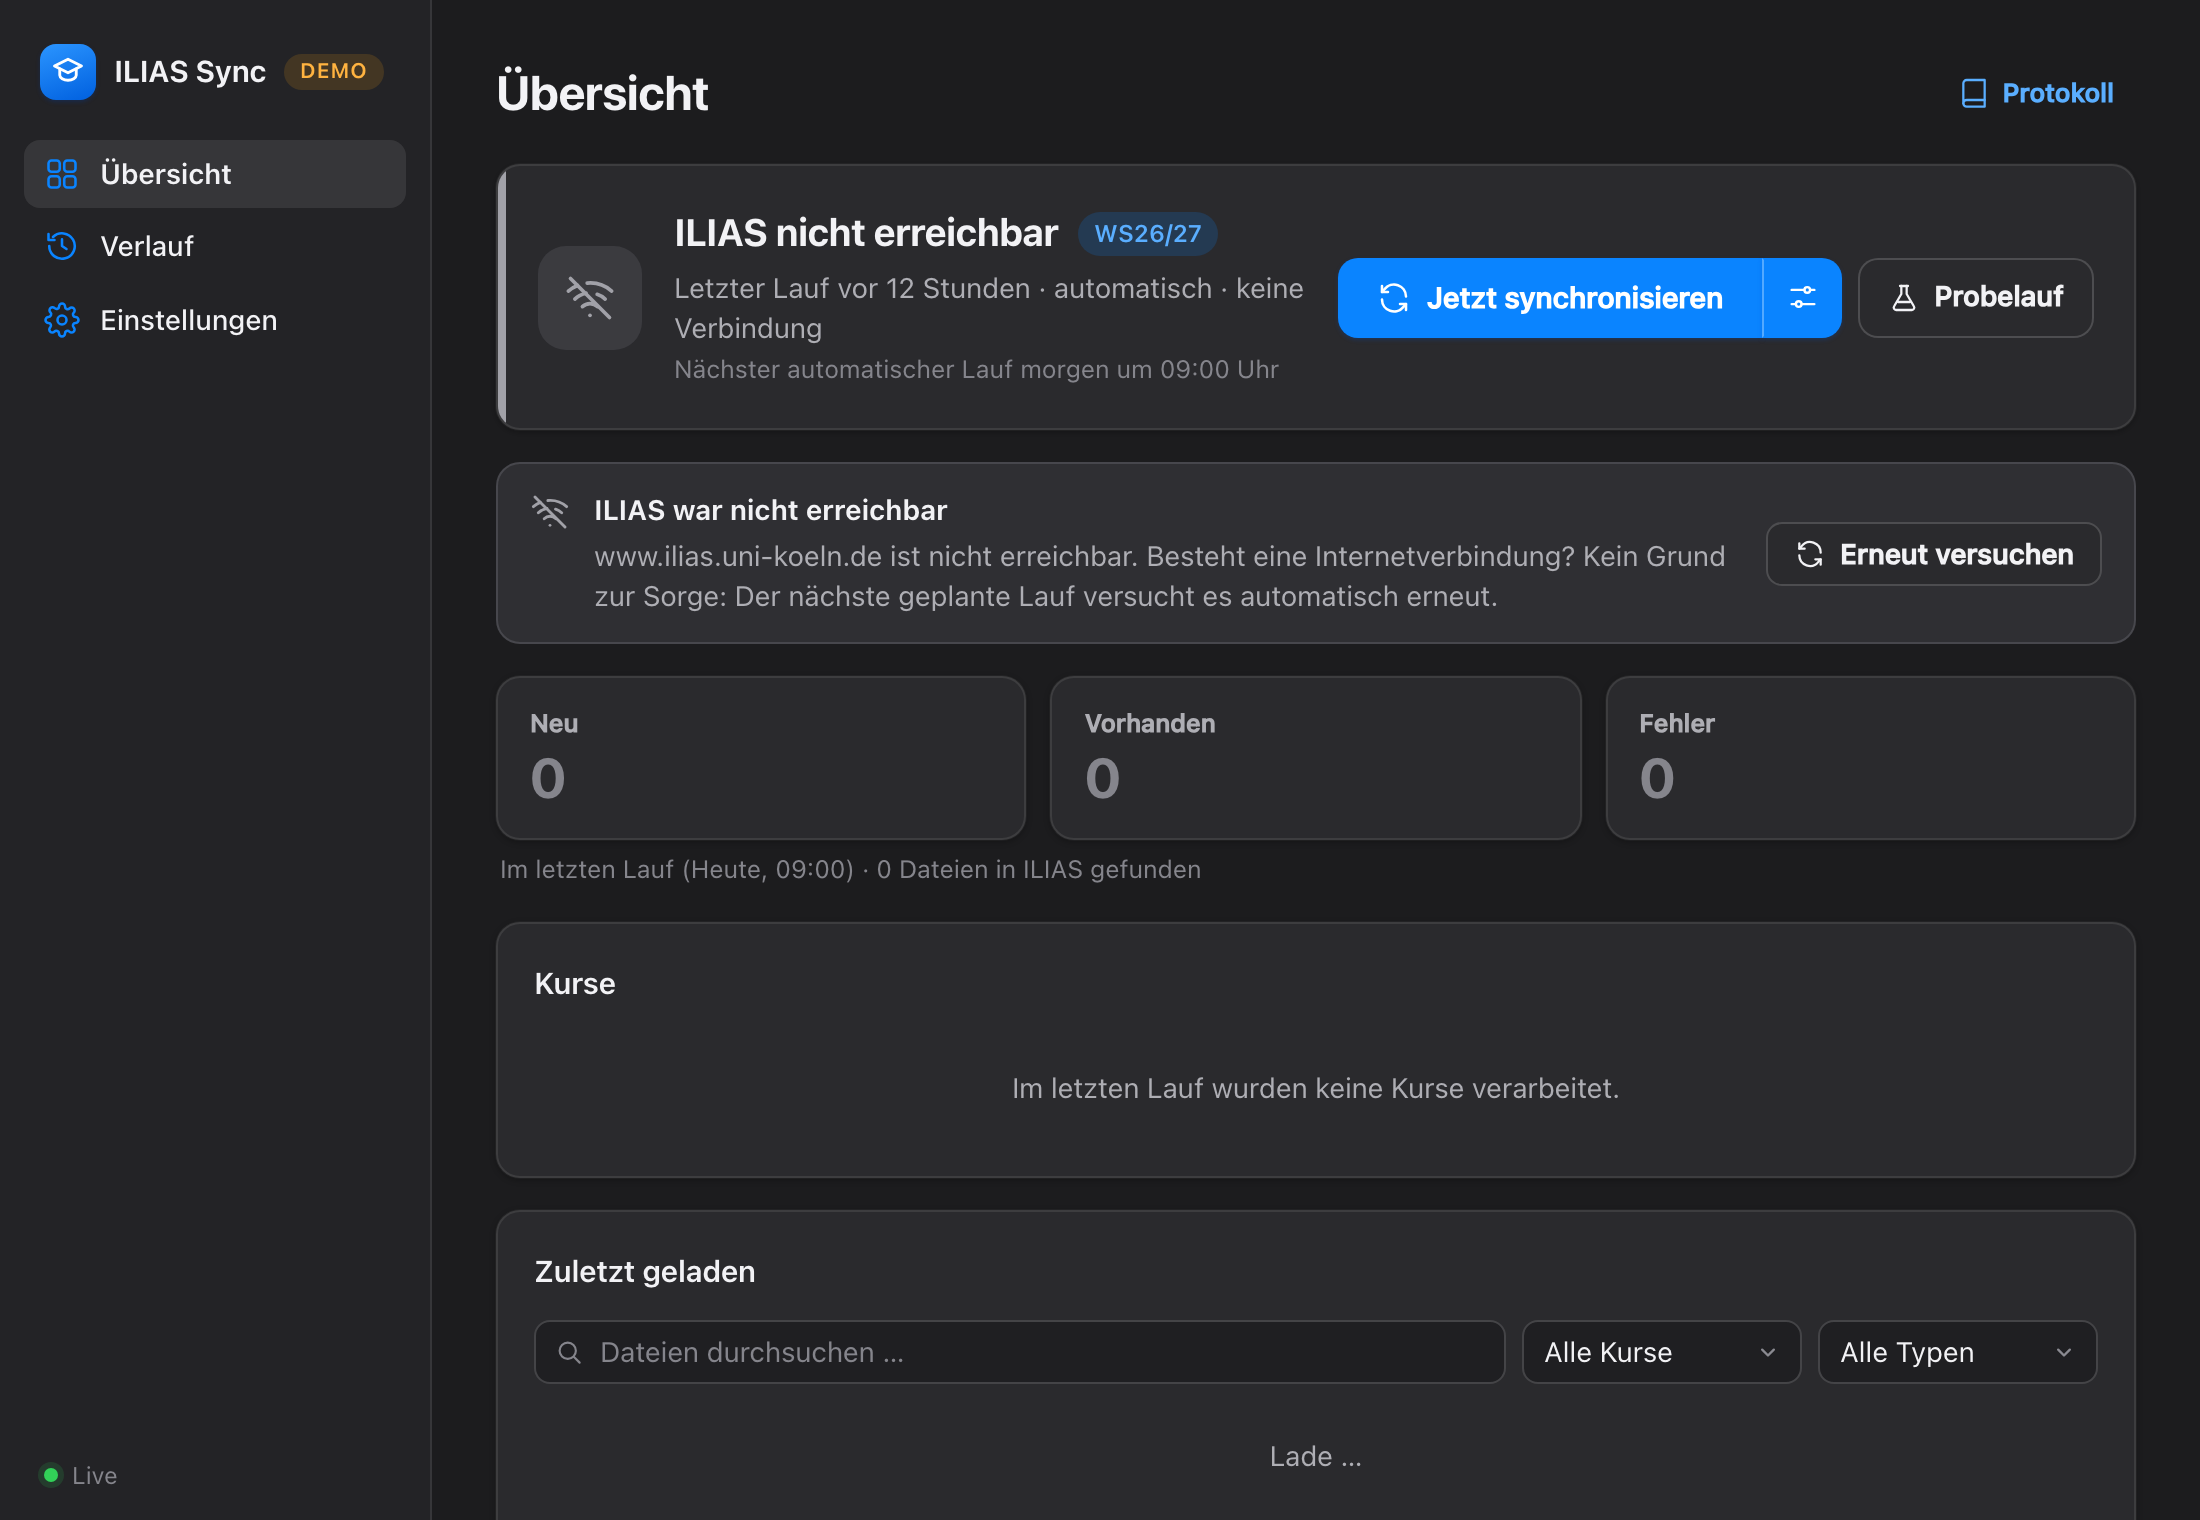 ILIAS Sync DEMO
Übersicht
Verlauf
Einstellungen
Live
Übersicht
Protokoll
ILIAS nicht erreichbar WS26/27
Letzter Lauf vor 12 Stunden · automatisch · keine
Verbindung
Nächster automatischer Lauf morgen um 09:00 Uhr
Jetzt synchronisieren
Probelauf
ILIAS war nicht erreichbar
www.ilias.uni-koeln.de ist nicht erreichbar. Besteht eine Internetverbindung? Kein Grund
zur Sorge: Der nächste geplante Lauf versucht es automatisch erneut.
Erneut versuchen
Neu
0
Vorhanden
0
Fehler
0
Im letzten Lauf (Heute, 09:00) · 0 Dateien in ILIAS gefunden
Kurse
Im letzten Lauf wurden keine Kurse verarbeitet.
Zuletzt geladen
Dateien durchsuchen ...
Alle Kurse
Alle Typen
Lade ...